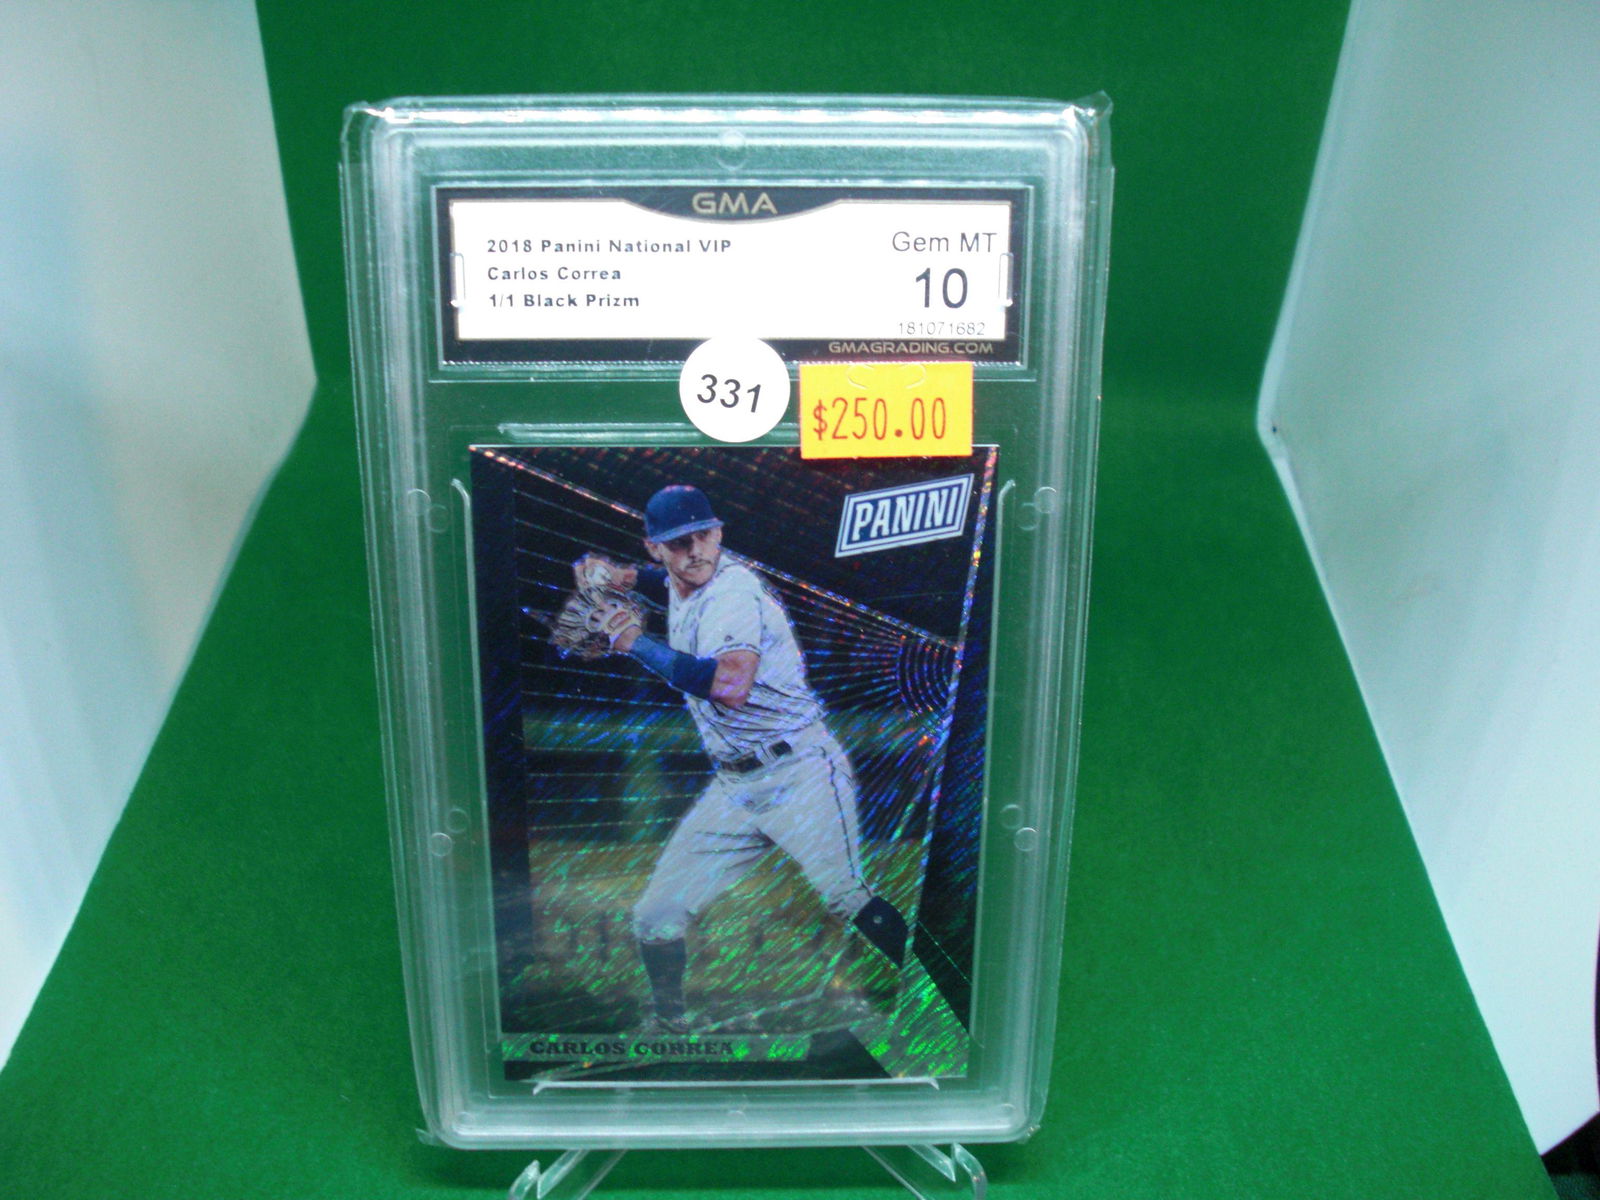 GMA
2018 Panini National VIP
Carlos Correa
1/1 Black Prizm
Gem MT
10
181071682
GMAGRADING.COM
331
$250.00
PANINI
CARLOS CORREA